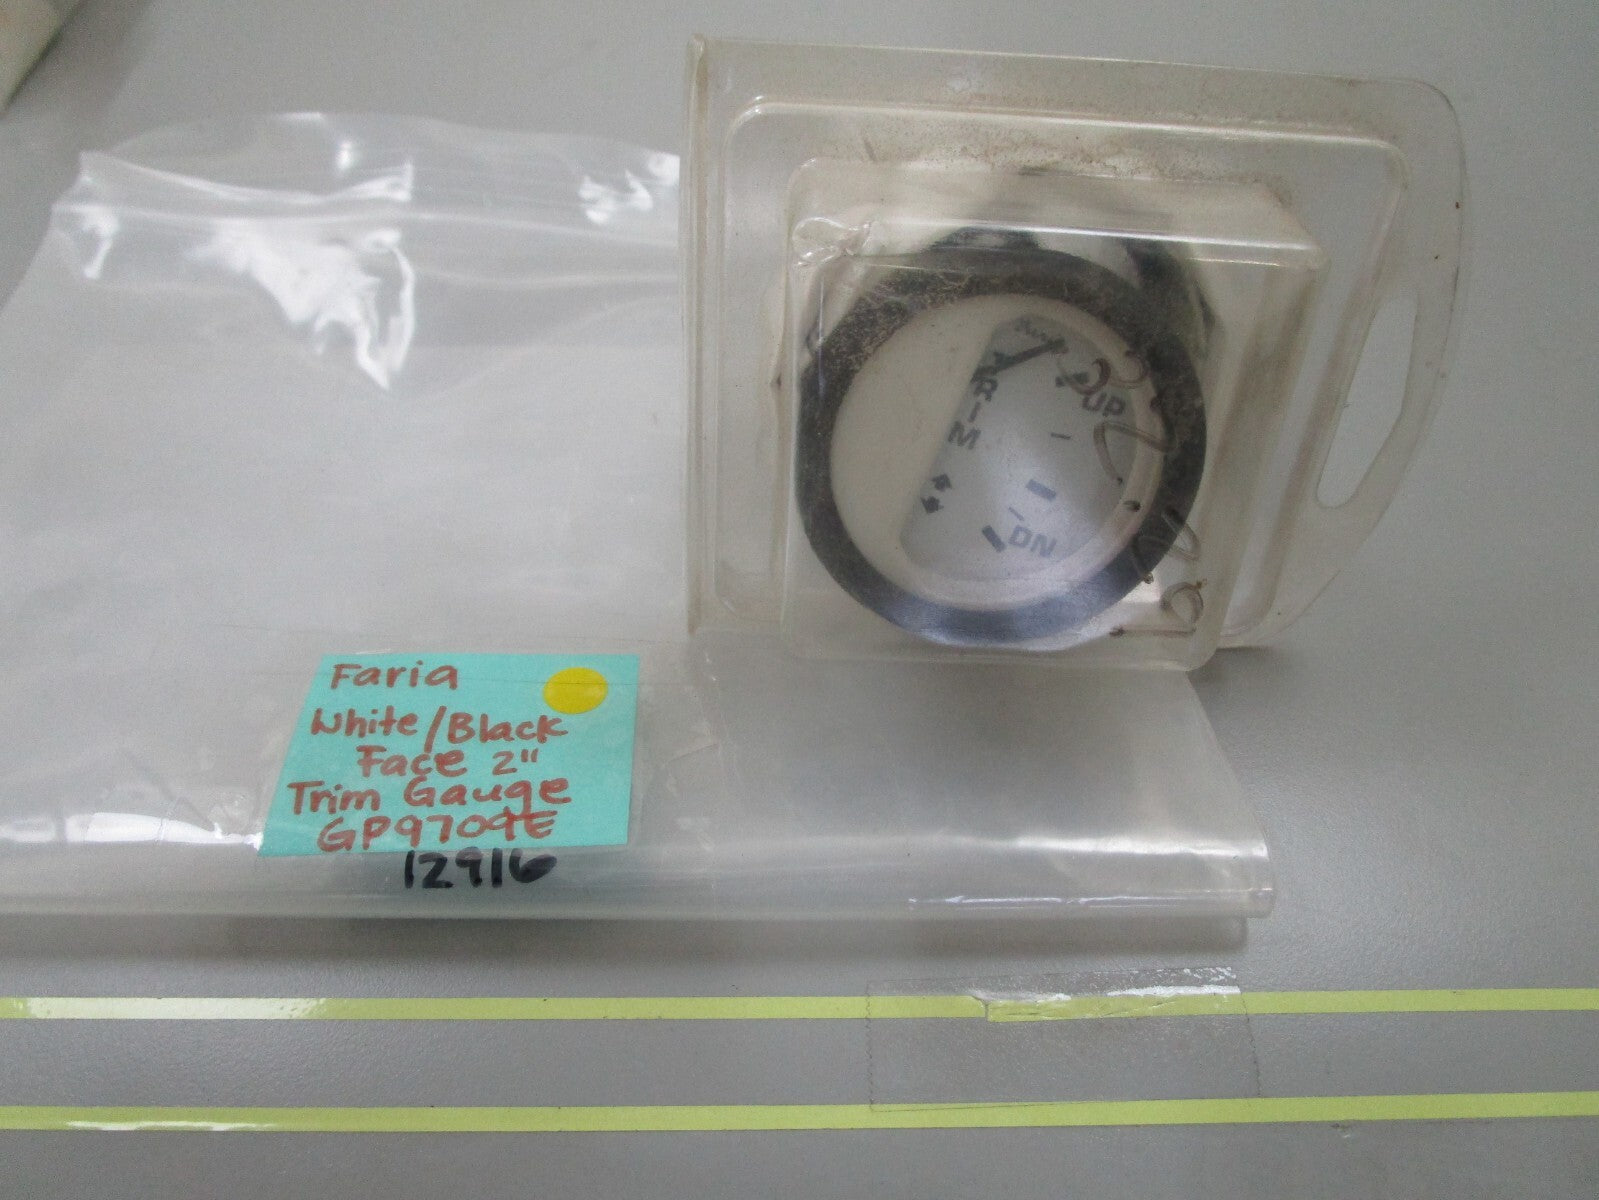 Faria
White/Black
Face 2"
Trim Gauge
GP9709E
12916
TRIM
UP
DN